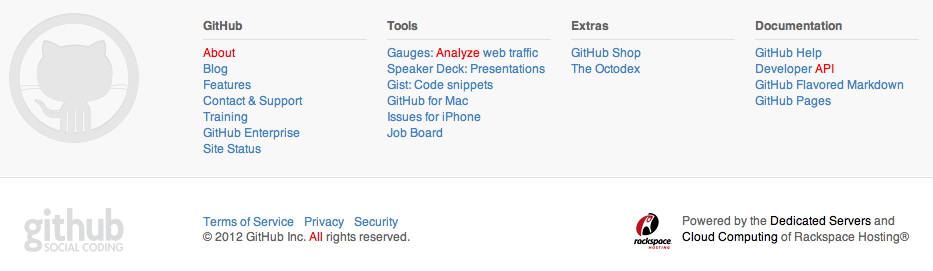 GitHub
About
Blog
Features
Contact & Support
Training
GitHub Enterprise
Site Status
Tools
Gauges: Analyze web traffic
Speaker Deck: Presentations
Gist: Code snippets
GitHub for Mac
Issues for iPhone
Job Board
Extras
GitHub Shop
The Octodex
Documentation
GitHub Help
Developer API
GitHub Flavored Markdown
GitHub Pages
github
SOCIAL CODING
Terms of Service Privacy Security
© 2012 GitHub Inc. All rights reserved.
rackspace
HOSTING
Powered by the Dedicated Servers and
Cloud Computing of Rackspace Hosting®